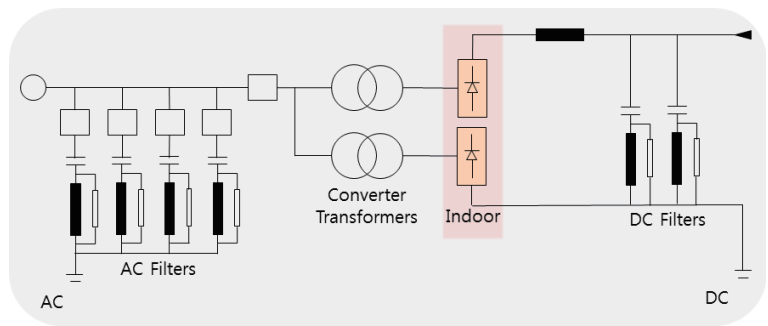 Converter
Transformers
Indoor
DC Filters
AC Filters
AC
DC